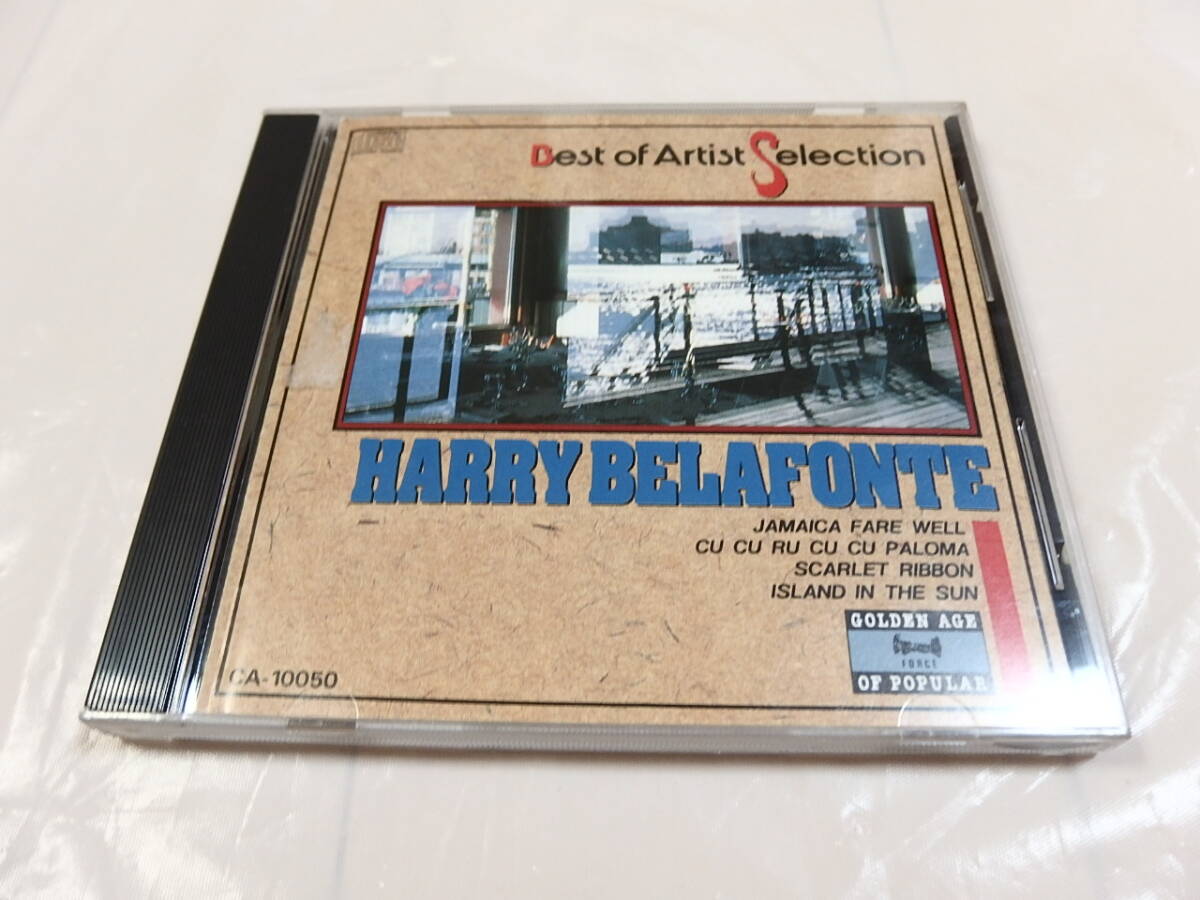 Best of Artist Selection
HARRY BELAFONTE
JAMAICA FARE WELL
CU CU RU CU CU PALOMA
SCARLET RIBBON
ISLAND IN THE SUN
GOLDEN AGE
FORCE
OF POPULAR
CA-10050